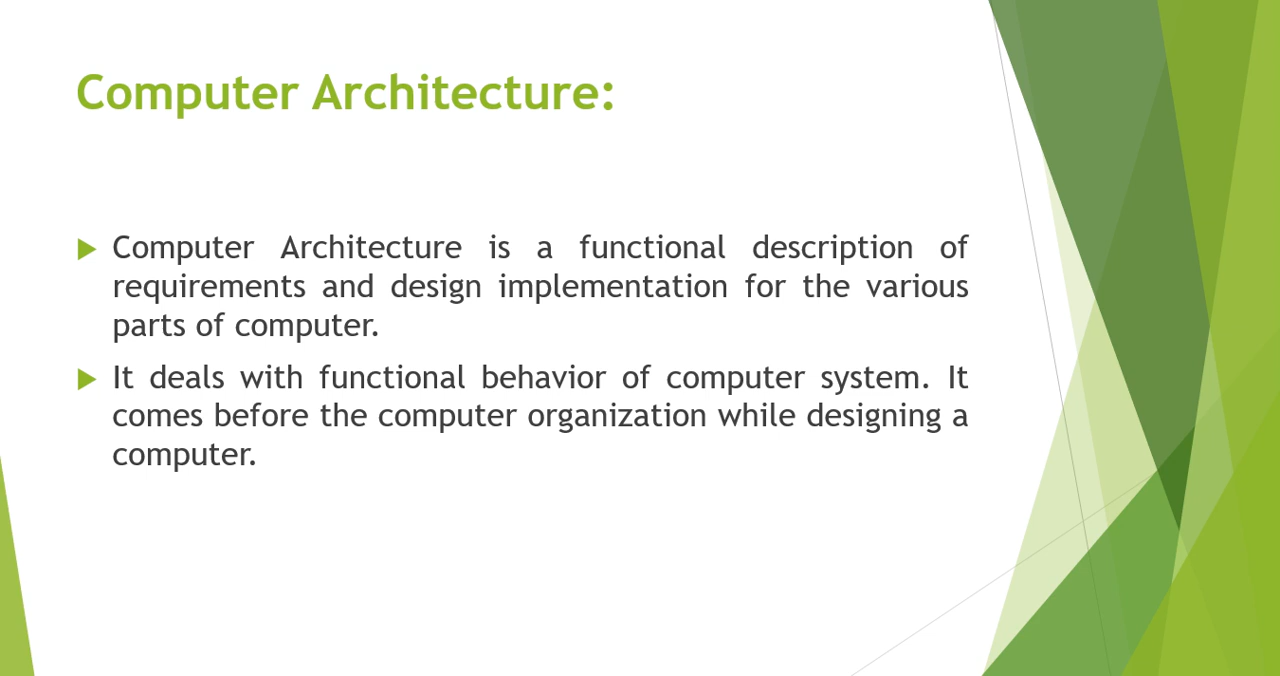 Computer Architecture:
Computer Architecture is a functional description of
requirements and design implementation for the various
parts of computer.
It deals with functional behavior of computer system. It
comes before the computer organization while designing a
computer.